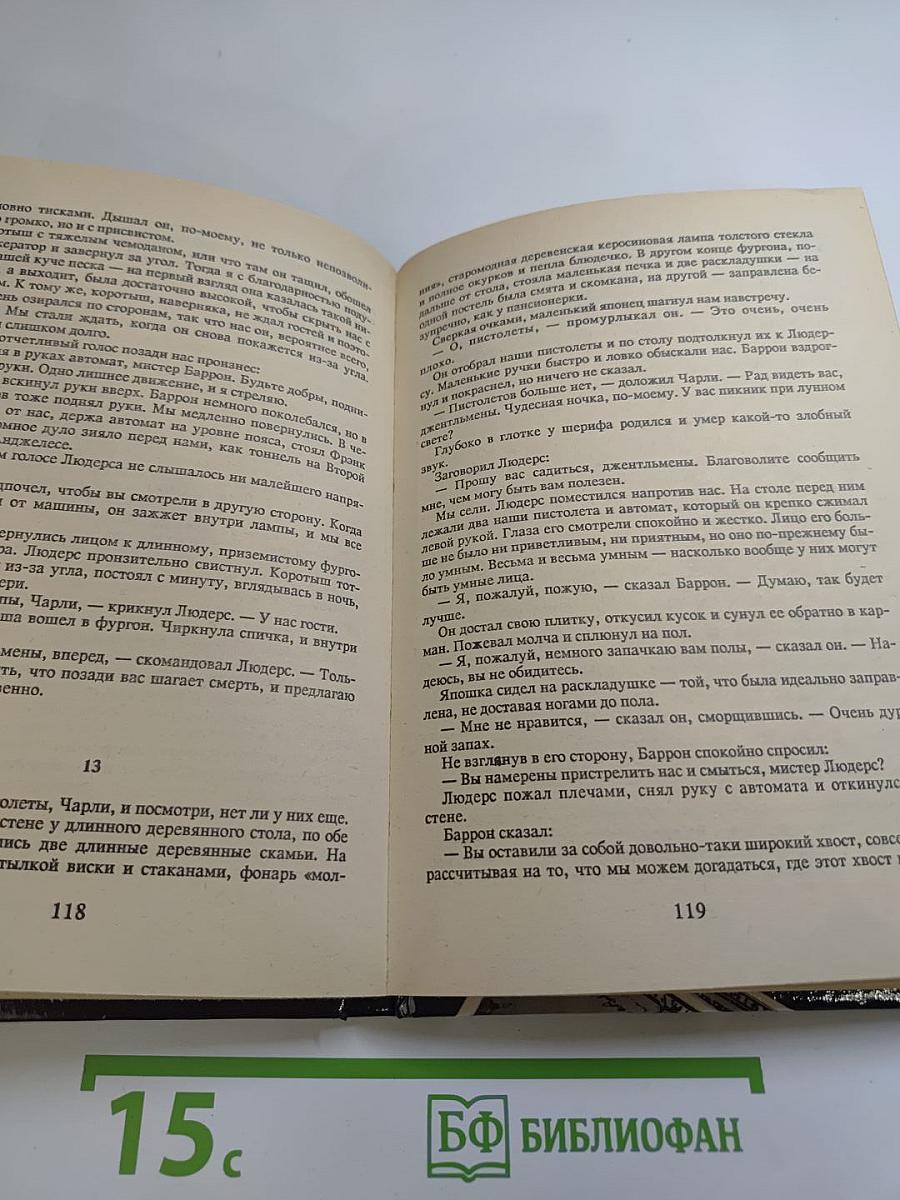 ловно тисками. Дышал он, по-моему, не только непозволи-
громко, но и с присвистом.
отыш с тяжелым чемоданом, или что там он тащил, обошел
кератор и завернул за угол. Тогда я с благодарностью поду-
ашей куче песка — на первый взгляд она казалась такой ни-
а выходит, была достаточно высокой, чтобы скрыть нас с
м. К тому же, коротыш, наверняка, не ждал гостей и поэто-
ень озирался по сторонам, так что нас он, вероятнее всего,
Мы стали ждать, когда он снова покажется из-за угла.
слишком долго.
отчетливый голос позади нас произнес:
ня в руках автомат, мистер Баррон. Будьте добры, подни-
руки. Одно лишнее движение, и я стреляю.
вскинул руки вверх. Баррон немного поколебался, но в
в тоже поднял руки. Мы медленно повернулись. В че-
от нас, держа автомат на уровне пояса, стоял Фрэнк
омное дуло зияло перед нами, как тоннель на Второй
Анджелесе.
м голосе Людерса не слышалось ни малейшего напря-
дпочел, чтобы вы смотрели в другую сторону. Когда
и от машины, он зажжет внутри лампы, и мы все
ернулись лицом к длинному, приземистому фурго-
ра. Людерс пронзительно свистнул. Коротыш тот-
из-за угла, постоял с минуту, вглядываясь в ночь,
ери.
пы, Чарли, — крикнул Людерс. — У нас гости.
ша вошел в фургон. Чиркнула спичка, и внутри
мены, вперед, — скомандовал Людерс. — Толь-
ть, что позади вас шагает смерть, и предлагаю
венно.
13
олеты, Чарли, и посмотри, нет ли у них еще.
стене у длинного деревянного стола, по обе
лись две длинные деревянные скамьи. На
тылкой виски и стаканами, фонарь «мол-
118
ния», старомодная деревенская керосиновая лампа толстого стекла
и полное окурков и пепла блюдечко. В другом конце фургона, по-
дальше от стола, стояла маленькая печка и две раскладушки — на
одной постель была смята и скомкана, на другой — заправлена бе-
зупречно, как у пансионерки.
Сверкая очками, маленький японец шагнул нам навстречу.
— О, пистолеты, — промурлыкал он. — Это очень, очень
плохо.
Он отобрал наши пистолеты и по столу подтолкнул их к Людер-
су. Маленькие ручки быстро и ловко обыскали нас. Баррон вздрог-
нул и покраснел, но ничего не сказал.
— Пистолетов больше нет, — доложил Чарли. — Рад видеть вас,
джентльмены. Чудесная ночка, по-моему. У вас пикник при лунном
свете?
Глубоко в глотке у шерифа родился и умер какой-то злобный
звук.
Заговорил Людерс:
— Прошу вас садиться, джентльмены. Благоволите сообщить
мне, чем могу быть вам полезен.
Мы сели. Людерс поместился напротив нас. На столе перед ним
лежали два наши пистолета и автомат, который он крепко сжимал
левой рукой. Глаза его смотрели спокойно и жестко. Лицо его боль-
ше не было ни приветливым, ни приятным, но оно по-прежнему бы-
ло умным. Весьма и весьма умным — насколько вообще у них могут
быть умные лица.
— Я, пожалуй, пожую, — сказал Баррон. — Думаю, так будет
лучше.
Он достал свою плитку, откусил кусок и сунул ее обратно в кар-
ман. Пожевал молча и сплюнул на пол.
— Я, пожалуй, немного запачкаю вам полы, — сказал он. — На-
деюсь, вы не обидитесь.
Япошка сидел на раскладушке — той, что была идеально заправ-
лена, не доставая ногами до пола.
— Мне не нравится, — сказал он, сморщившись. — Очень дур
ной запах.
Не взглянув в его сторону, Баррон спокойно спросил:
— Вы намерены пристрелить нас и смыться, мистер Людерс?
Людерс пожал плечами, снял руку с автомата и откинулс
стене.
Баррон сказал:
— Вы оставили за собой довольно-таки широкий хвост, совсе
рассчитывая на то, что мы можем догадаться, где этот хвост
119
15 с
БФ БИБЛИОФАН